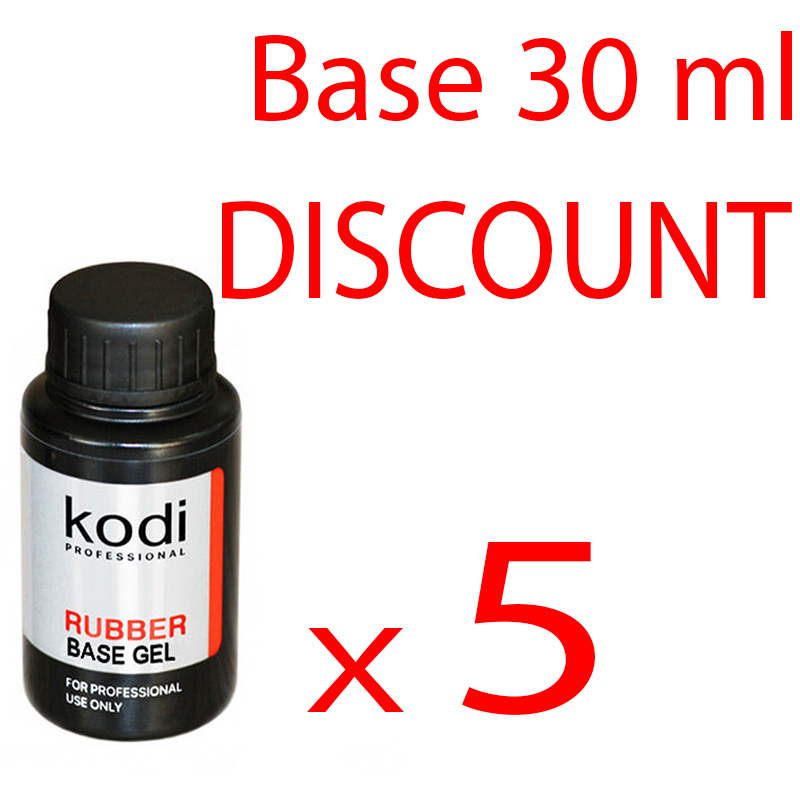 Base 30 ml
DISCOUNT
kodi
PROFESSIONAL
RUBBER
BASE GEL
FOR PROFESSIONAL
USE ONLY
x 5